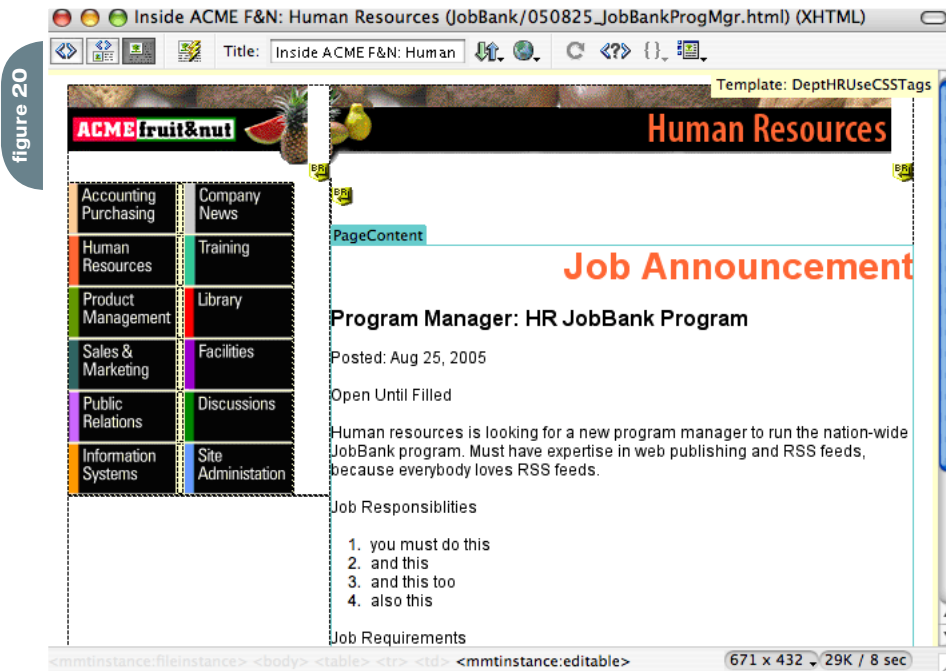 figure 20
Inside ACME F&N: Human Resources (JobBank/050825_JobBankProgMgr.html) (XHTML)
Title: Inside ACME F&N: Human
Template: DeptHRUseCSSTags
ACME fruit&nut
Human Resources
BR
BR
BR
Accounting
Purchasing
Company
News
Human
Resources
Training
Product
Management
Library
Sales &
Marketing
Facilities
Public
Relations
Discussions
Information
Systems
Site
Administation
PageContent
Job Announcement
Program Manager: HR JobBank Program
Posted: Aug 25, 2005
Open Until Filled
Human resources is looking for a new program manager to run the nation-wide
JobBank program. Must have expertise in web publishing and RSS feeds,
because everybody loves RSS feeds.
Job Responsiblities
1. you must do this
2. and this
3. and this too
4. also this
Job Requirements
<mmtinstance:fileinstance> <body> <table> <tr> <td> <mmtinstance:editable>
671 x 432 29K / 8 sec